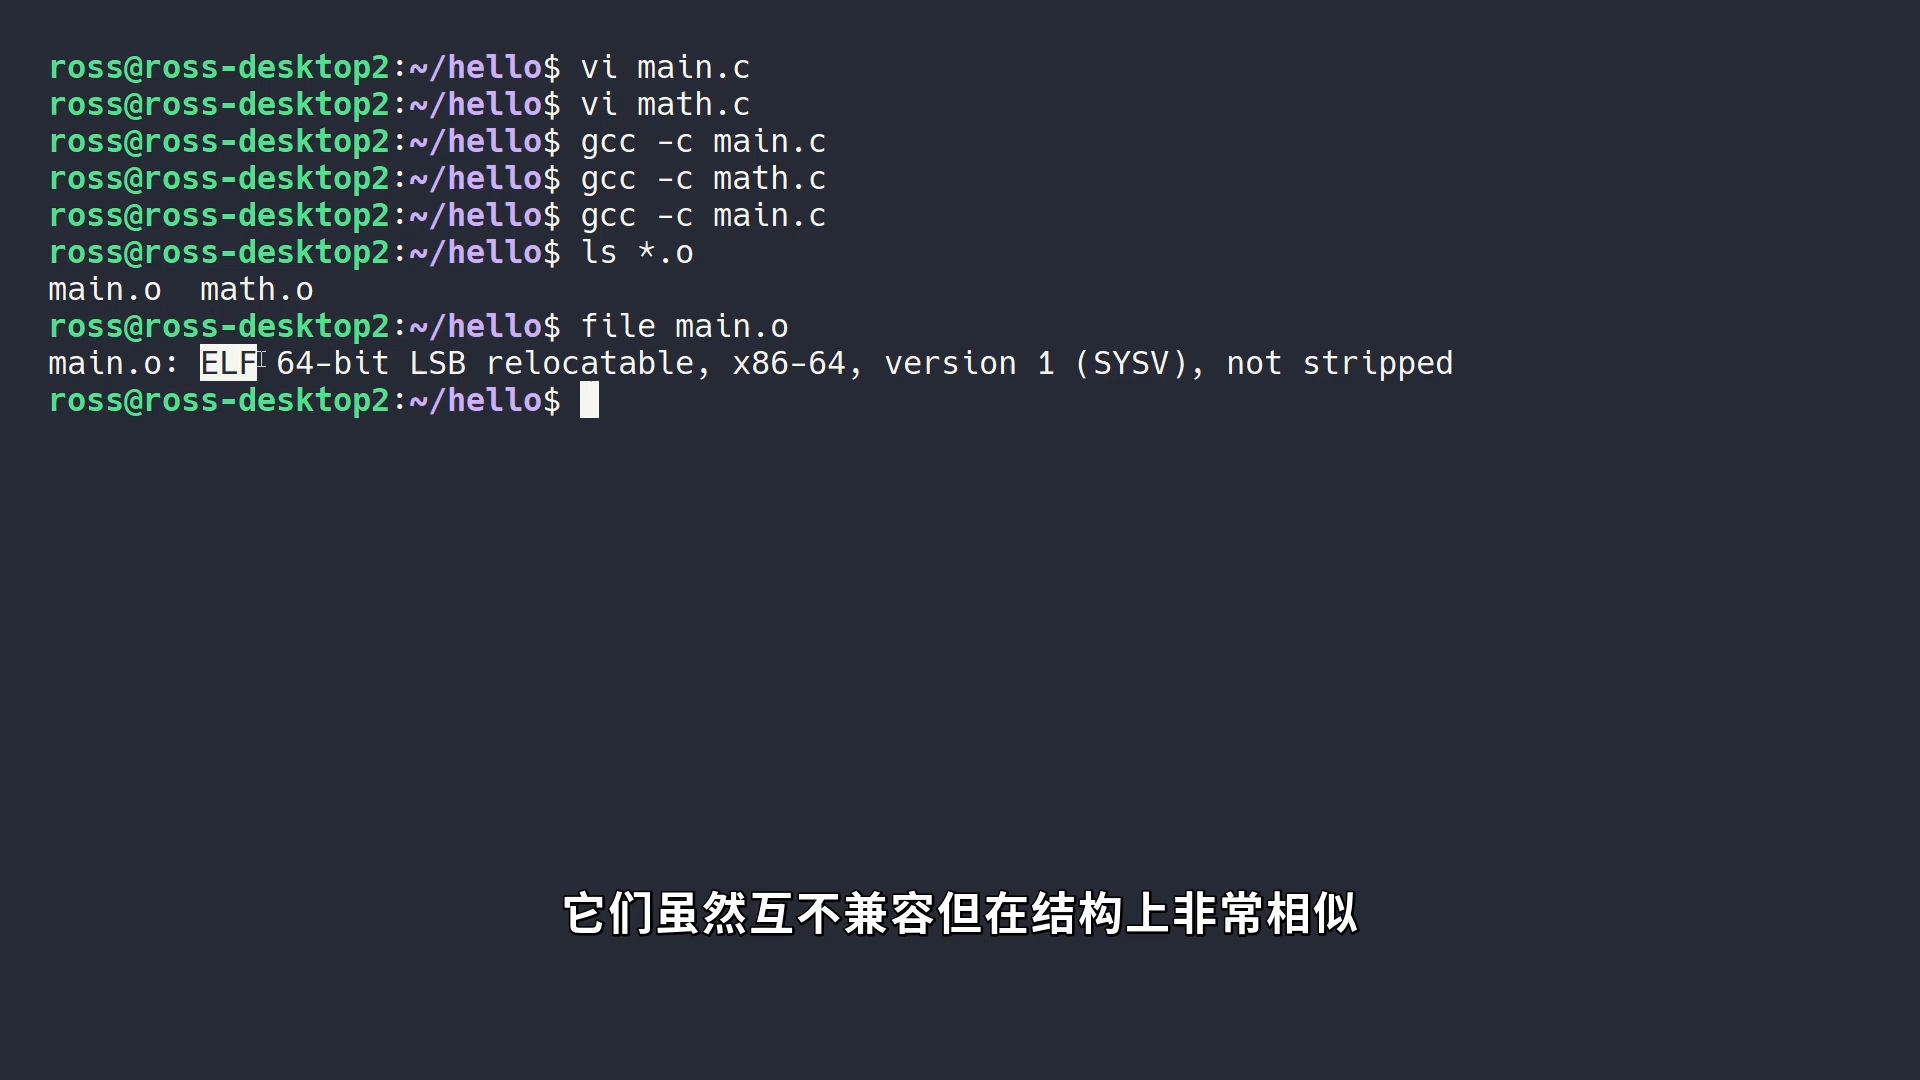 ross@ross-desktop2:~/hello$ vi main.c
ross@ross-desktop2:~/hello$ vi math.c
ross@ross-desktop2:~/hello$ gcc -c main.c
ross@ross-desktop2:~/hello$ gcc -c math.c
ross@ross-desktop2:~/hello$ gcc -c main.c
ross@ross-desktop2:~/hello$ ls *.o
main.o  math.o
ross@ross-desktop2:~/hello$ file main.o
main.o: ELF 64-bit LSB relocatable, x86-64, version 1 (SYSV), not stripped
ross@ross-desktop2:~/hello$
它们虽然互不兼容但在结构上非常相似